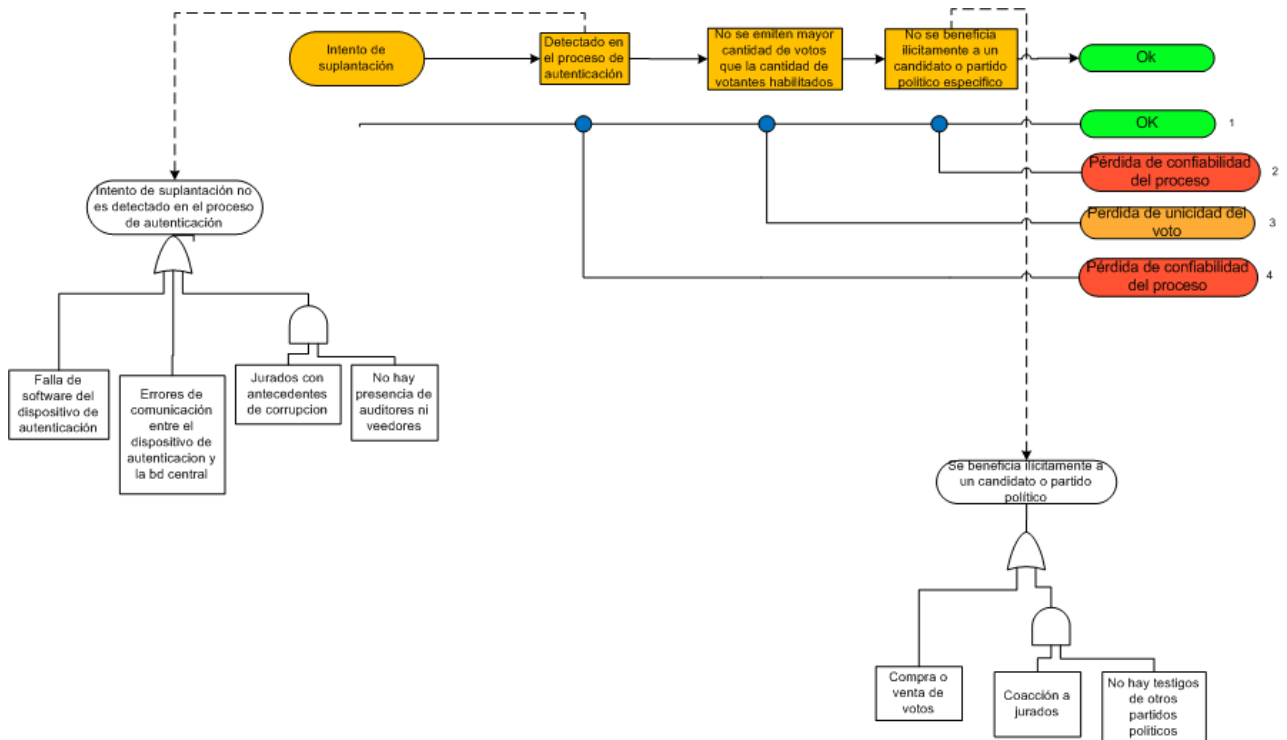 Intento de
suplantación
Detectado en
el proceso de
autenticación
No se emiten mayor
cantidad de votos
que la cantidad de
votantes habilitados
No se beneficia
ilicitamente a un
candidato o partido
político especifico
Ok
OK
1
Pérdida de confiabilidad
del proceso
2
Perdida de unicidad del
voto
3
Pérdida de confiabilidad
del proceso
4
Intento de suplantación no
es detectado en el proceso
de autenticación
Falla de
software del
dispositivo de
autenticación
Errores de
comunicación
entre el
dispositivo de
autenticacion y
la bd central
Jurados con
antecedentes
de corrupcion
No hay
presencia de
auditores ni
veedores
Se beneficia ilicitamente a
un candidato o partido
político
Compra o
venta de
votos
Coacción a
jurados
No hay testigos
de otros
partidos
politicos